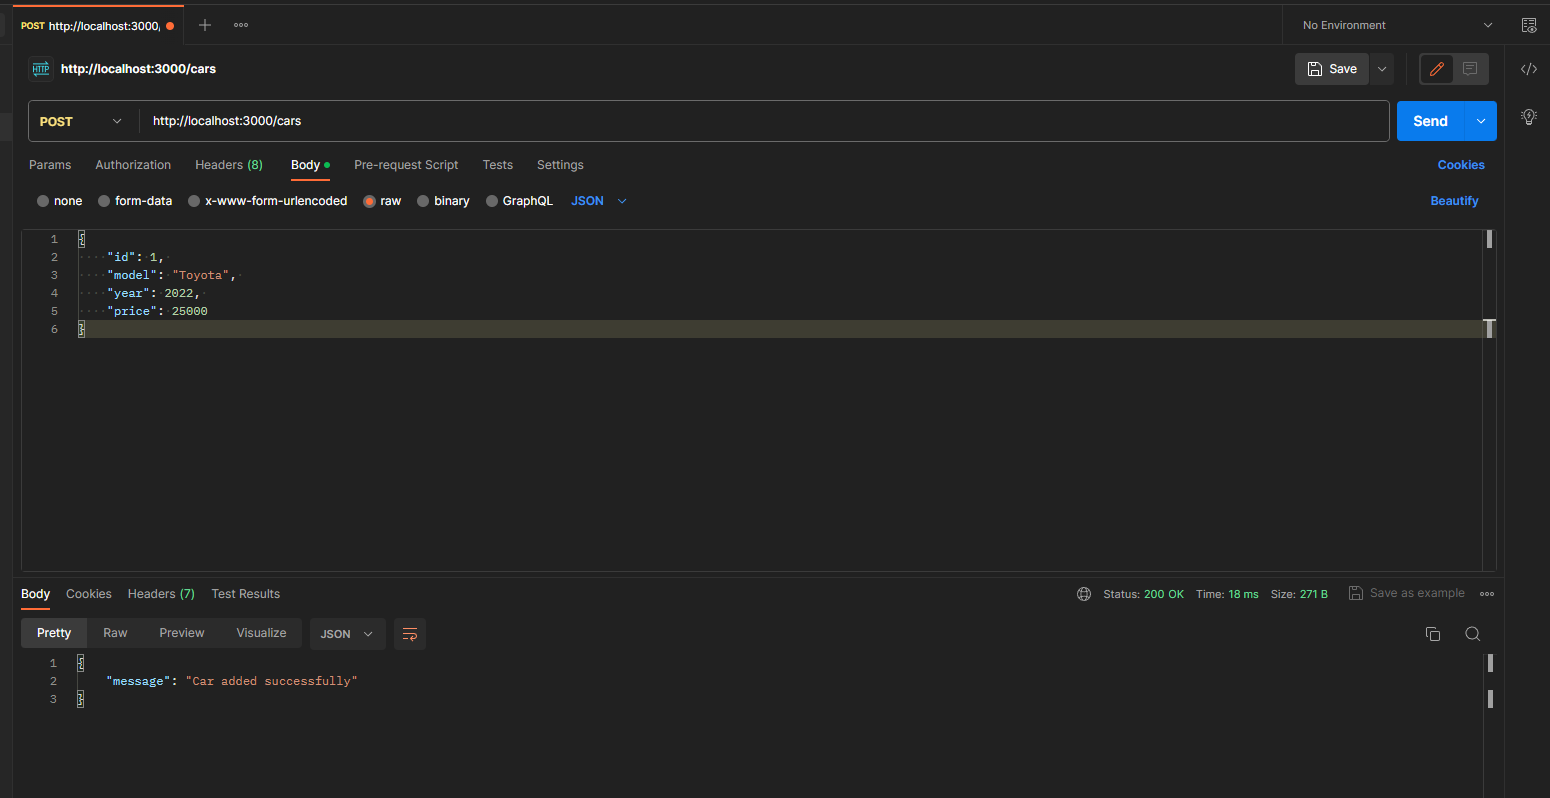 POST http://localhost:3000/
No Environment
HTTP http://localhost:3000/cars
Save
POST http://localhost:3000/cars
Send
Params Authorization Headers (8) Body Pre-request Script Tests Settings
Cookies
none form-data x-www-form-urlencoded raw binary GraphQL JSON
Beautify
1 {
2 "id": 1,
3 "model": "Toyota",
4 "year": 2022,
5 "price": 25000
6 }
Body Cookies Headers (7) Test Results
Status: 200 OK Time: 18 ms Size: 271 B Save as example
Pretty Raw Preview Visualize JSON
1 {
2 "message": "Car added successfully"
3 }